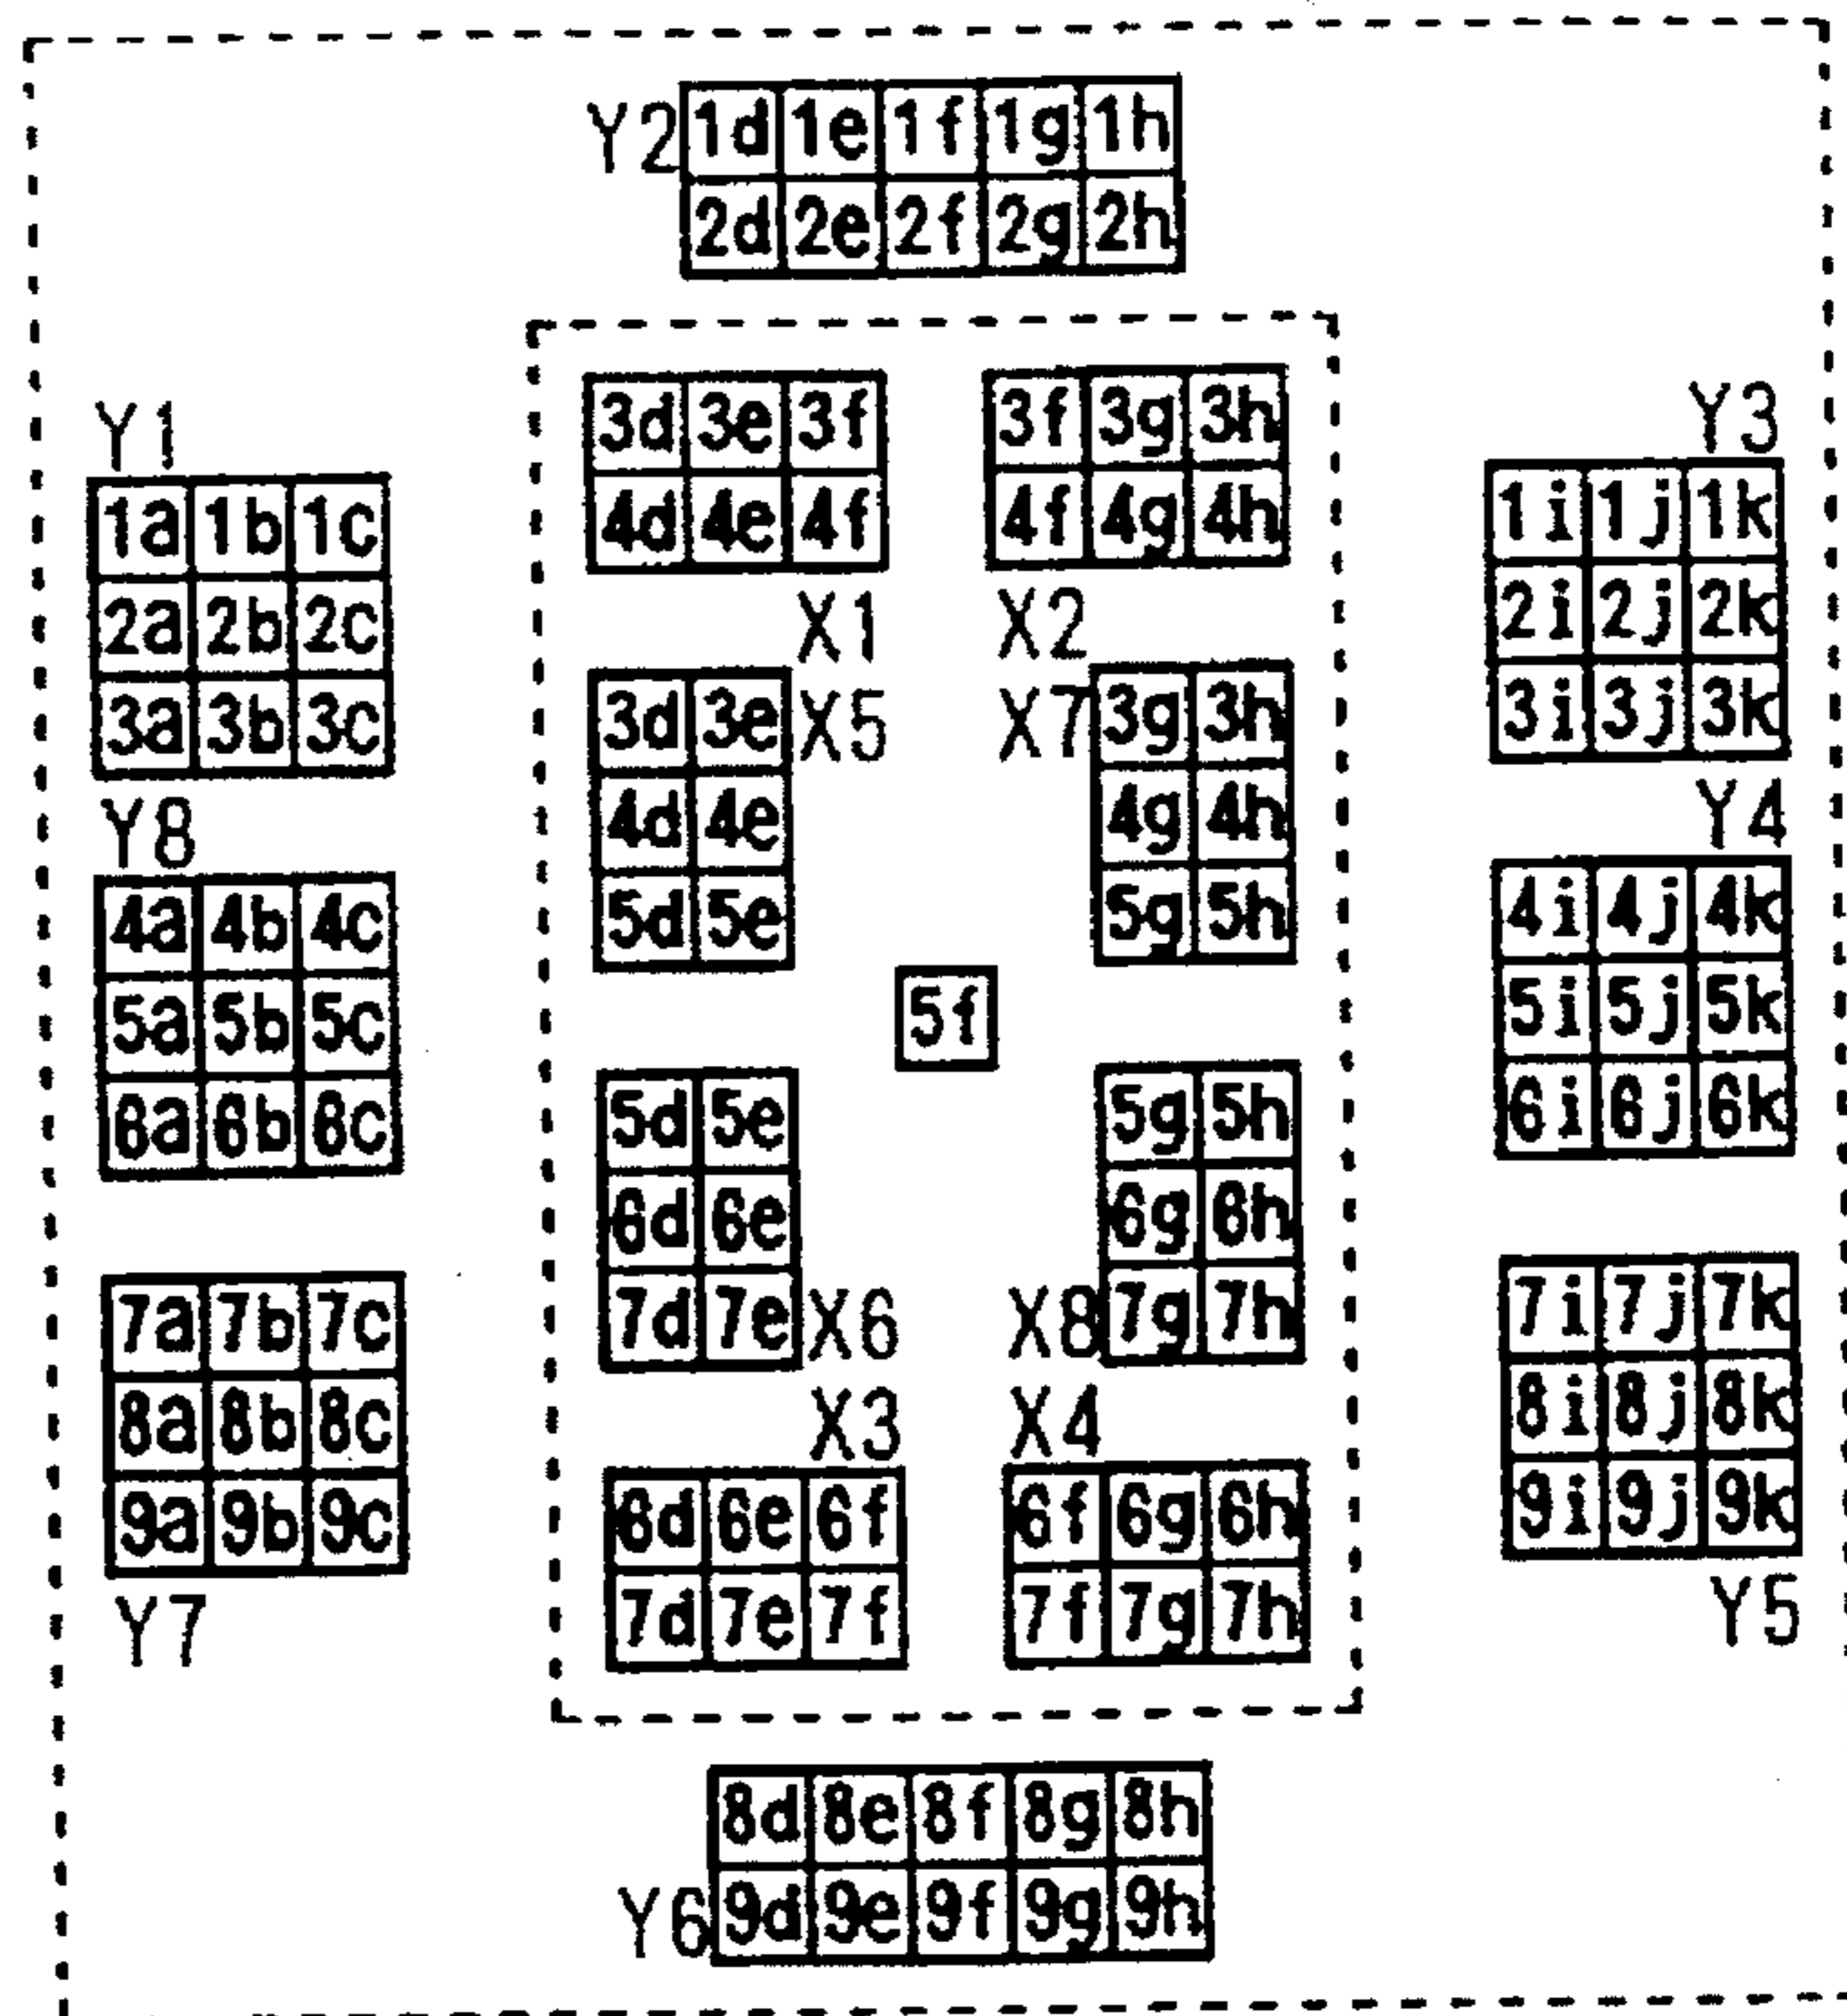 Y2
1d 1e 1f 1g 1h
2d 2e 2f 2g 2h
Y1
1a 1b 1c
2a 2b 2c
3a 3b 3c
3d 3e 3f
4d 4e 4f
X1
3f 3g 3h
4f 4g 4h
X2
Y3
1i 1j 1k
2i 2j 2k
3i 3j 3k
Y8
4a 4b 4c
5a 5b 5c
6a 6b 6c
3d 3e X5
4d 4e
5d 5e
X7 3g 3h
4g 4h
5g 5h
5f
Y4
4i 4j 4k
5i 5j 5k
6i 6j 6k
5d 5e
6d 6e
7d 7e X6
5g 5h
6g 6h
X8 7g 7h
7a 7b 7c
8a 8b 8c
9a 9b 9c
Y7
X3
6d 6e 6f
7d 7e 7f
X4
6f 6g 6h
7f 7g 7h
7i 7j 7k
8i 8j 8k
9i 9j 9k
Y5
8d 8e 8f 8g 8h
Y6 9d 9e 9f 9g 9h